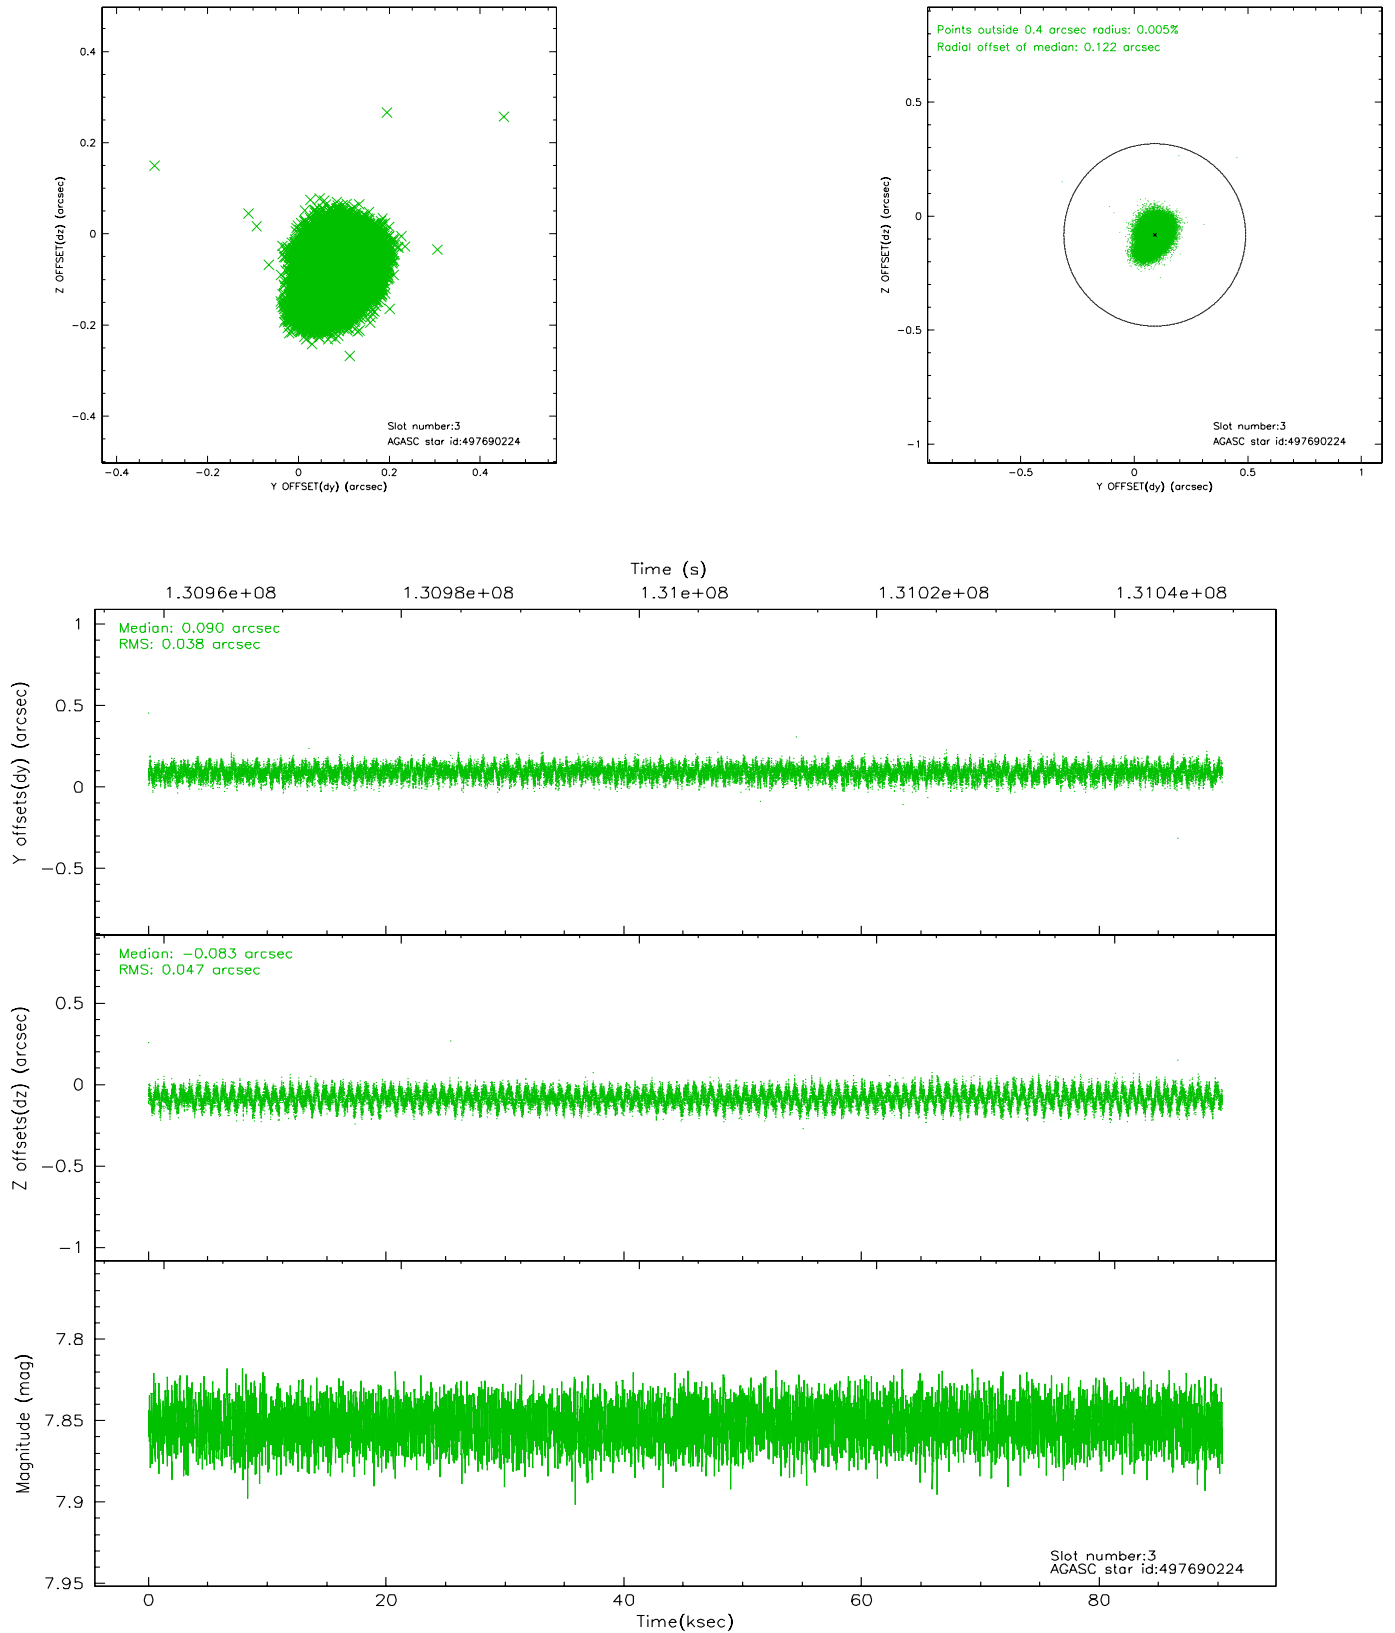 0.4
0.2
0
−0.2
−0.4
Z OFFSET(dz) (arcsec)
Slot number:3
AGASC star id:497690224
−0.4 −0.2 0 0.2 0.4
Y OFFSET(dy) (arcsec)
Points outside 0.4 arcsec radius: 0.005%
Radial offset of median: 0.122 arcsec
0.5
0
−0.5
−1
Z OFFSET(dz) (arcsec)
Slot number:3
AGASC star id:497690224
−0.5 0 0.5 1
Y OFFSET(dy) (arcsec)
Time (s)
1.3096e+08 1.3098e+08 1.31e+08 1.3102e+08 1.3104e+08
Median: 0.090 arcsec
RMS: 0.038 arcsec
1
0.5
0
−0.5
Y offsets(dy) (arcsec)
Median: −0.083 arcsec
RMS: 0.047 arcsec
0.5
0
−0.5
−1
Z offsets(dz) (arcsec)
7.8
7.85
7.9
7.95
Magnitude (mag)
Slot number:3
AGASC star id:497690224
0 20 40 60 80
Time(ksec)